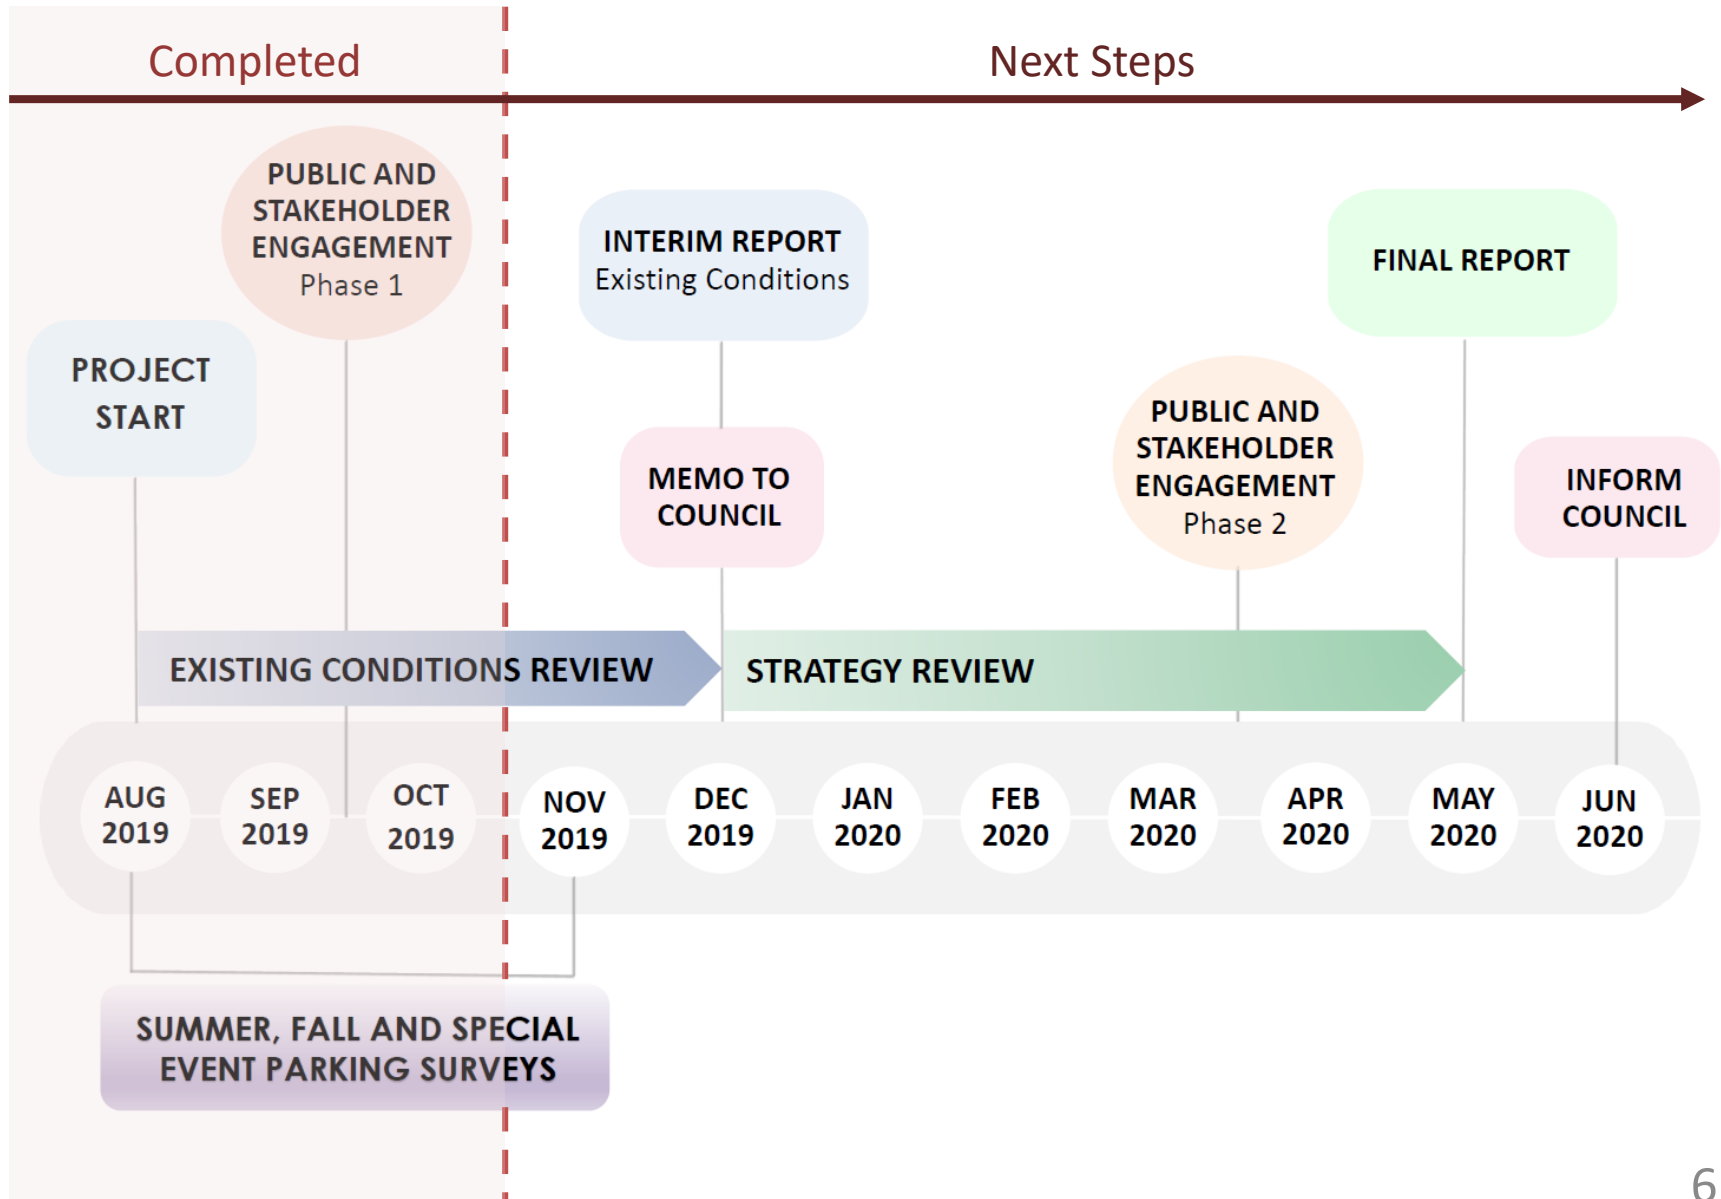 Completed
Next Steps
PUBLIC AND
STAKEHOLDER
ENGAGEMENT
Phase 1
PROJECT
START
INTERIM REPORT
Existing Conditions
MEMO TO
COUNCIL
PUBLIC AND
STAKEHOLDER
ENGAGEMENT
Phase 2
FINAL REPORT
INFORM
COUNCIL
EXISTING CONDITIONS REVIEW
STRATEGY REVIEW
AUG
2019
SEP
2019
OCT
2019
NOV
2019
DEC
2019
JAN
2020
FEB
2020
MAR
2020
APR
2020
MAY
2020
JUN
2020
SUMMER, FALL AND SPECIAL
EVENT PARKING SURVEYS
6